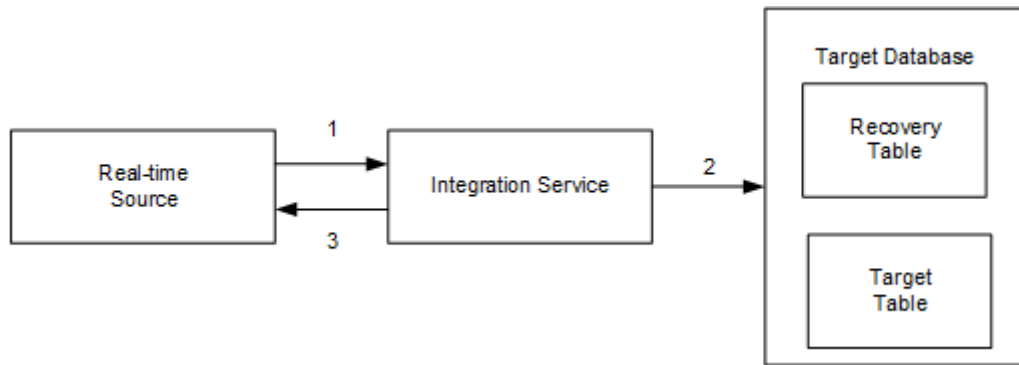 Target Database
Recovery
Table
1
Real-time
Source
Integration Service
2
3
Target
Table